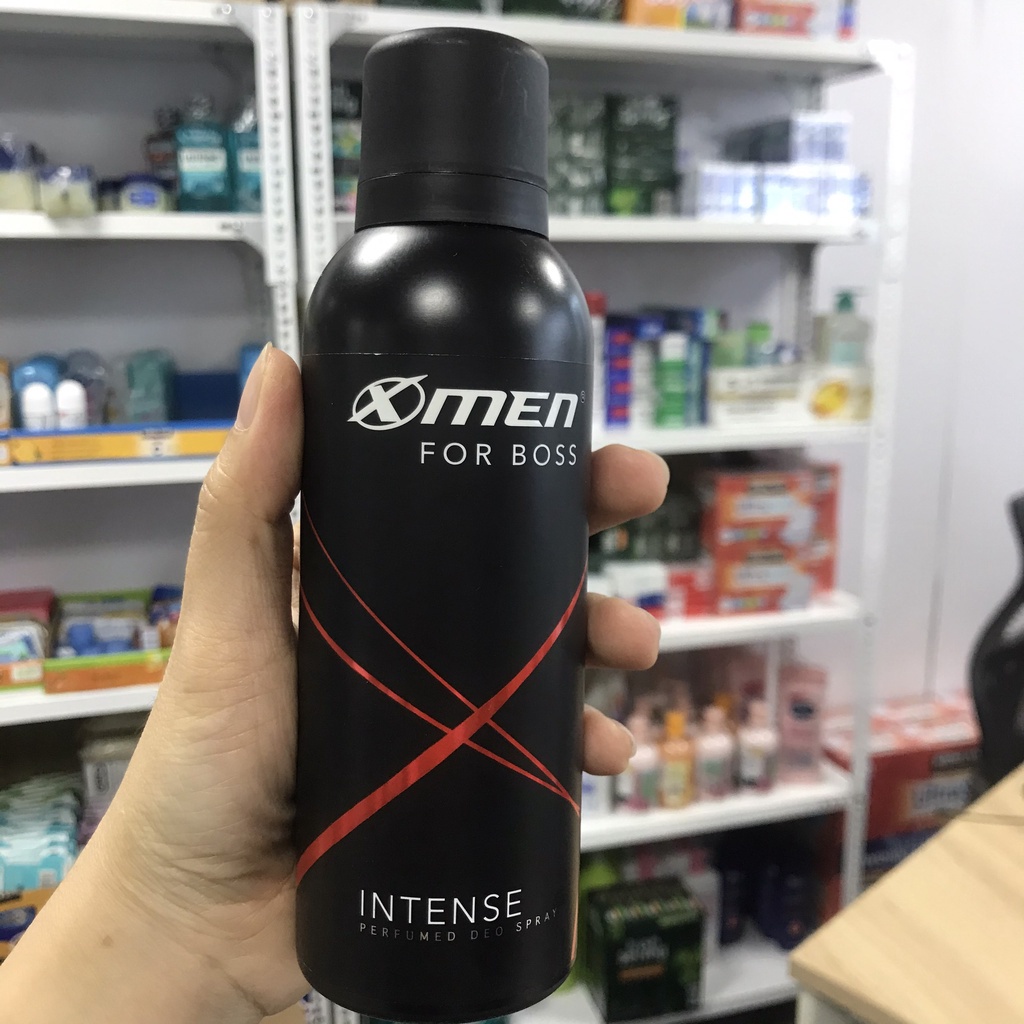 XMEN®
FOR BOSS
INTENSE
PERFUMED DEO SPRAY